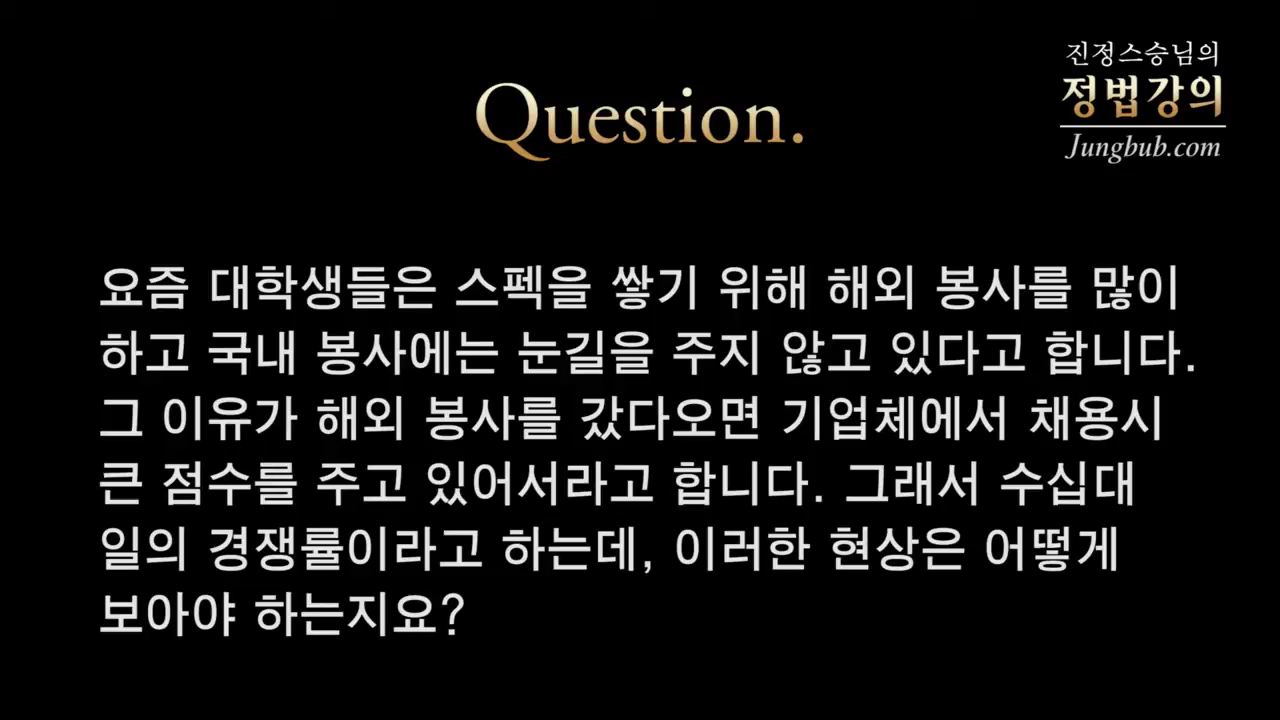 진정스승님의
정법강의
Jungbub.com
Question.
요즘 대학생들은 스펙을 쌓기 위해 해외 봉사를 많이
하고 국내 봉사에는 눈길을 주지 않고 있다고 합니다.
그 이유가 해외 봉사를 갔다오면 기업체에서 채용시
큰 점수를 주고 있어서라고 합니다. 그래서 수십대
일의 경쟁률이라고 하는데, 이러한 현상은 어떻게
보아야 하는지요?